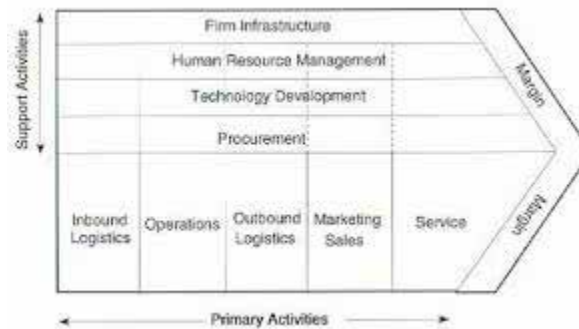 Firm Infrastructure
Human Resource Management
Technology Development
Procurement
Support Activities
Margin
Inbound
Logistics
Operations
Outbound
Logistics
Marketing
Sales
Service
Margin
Primary Activities